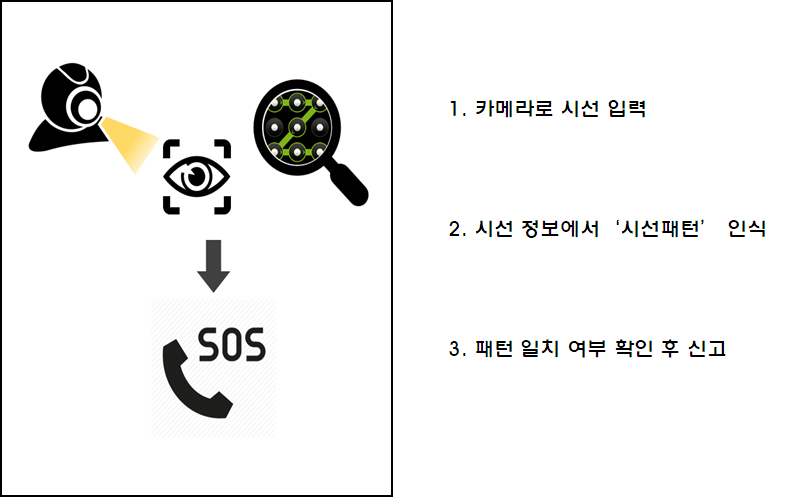 SOS
1. 카메라로 시선 입력
2. 시선 정보에서 ‘시선패턴’ 인식
3. 패턴 일치 여부 확인 후 신고